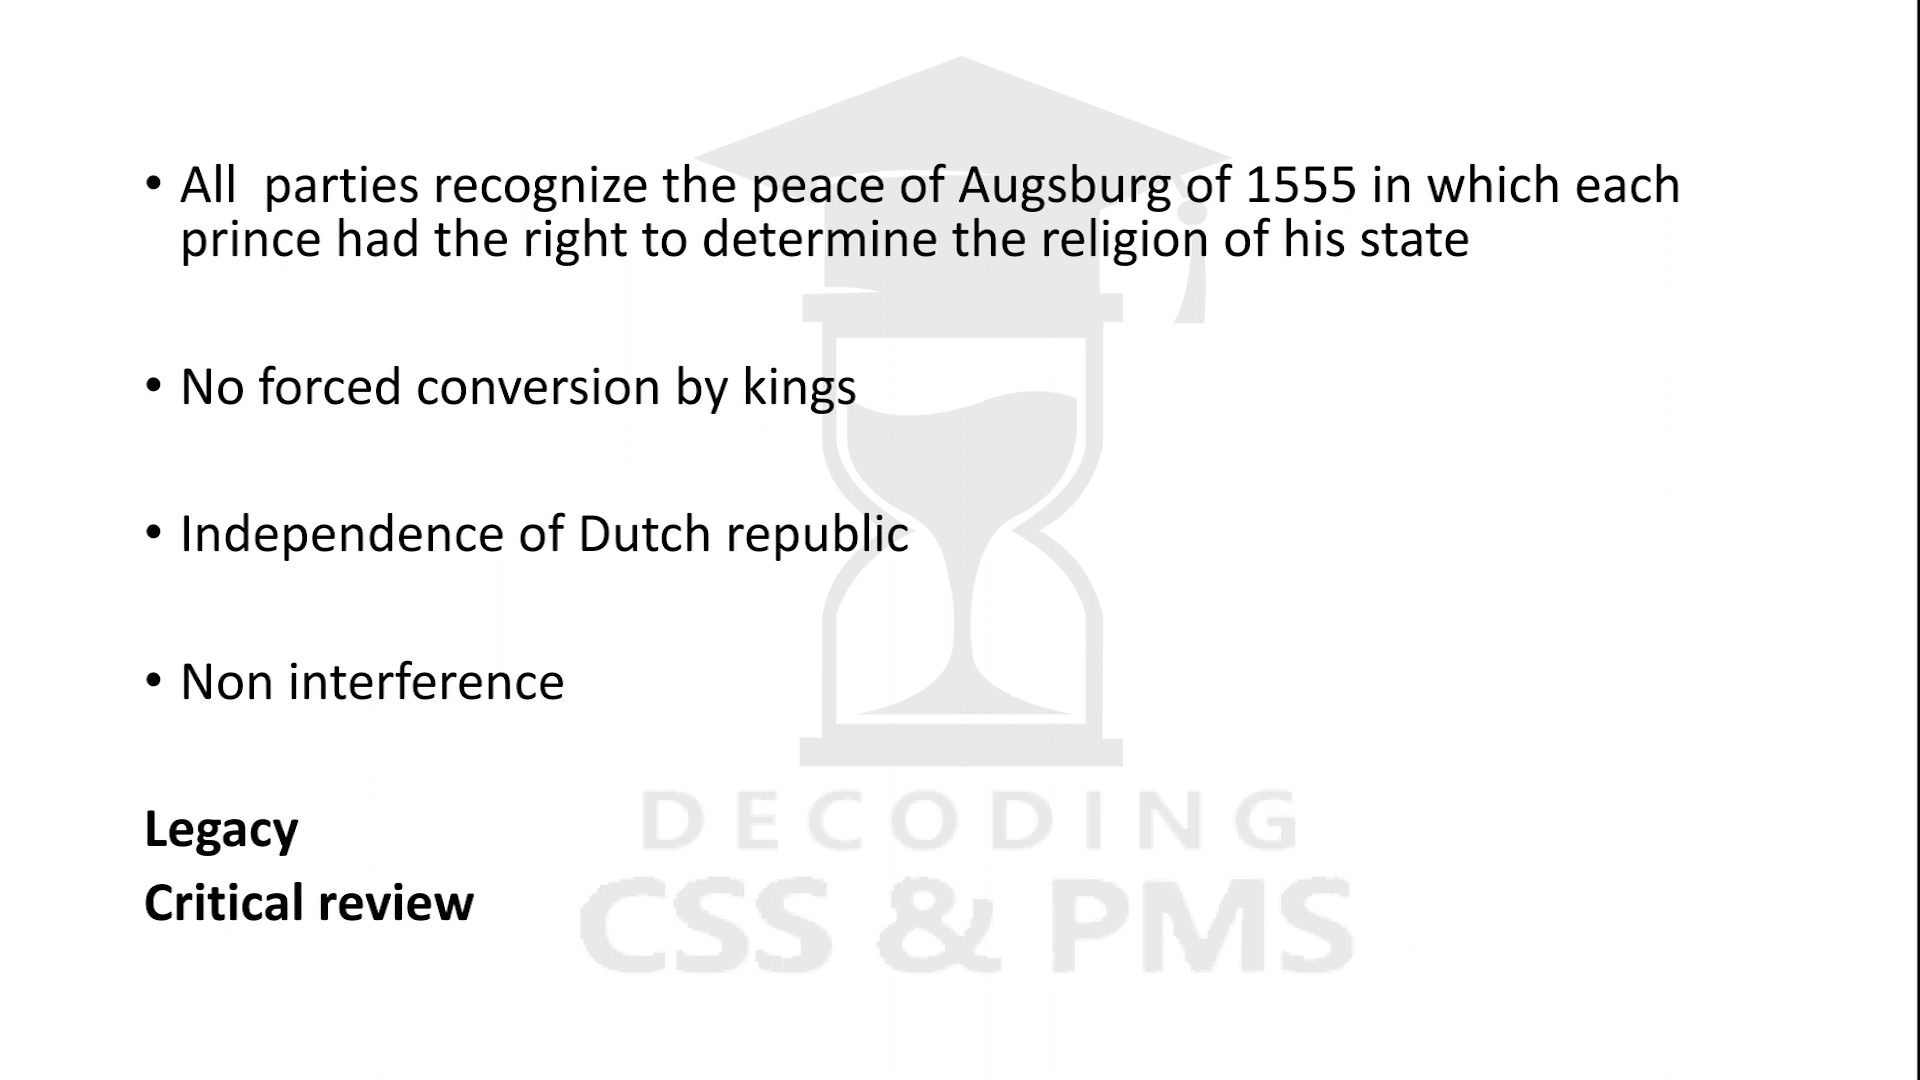 • All  parties recognize the peace of Augsburg of 1555 in which each
prince had the right to determine the religion of his state
• No forced conversion by kings
• Independence of Dutch republic
• Non interference
Legacy
Critical review
DECODING
CSS & PMS